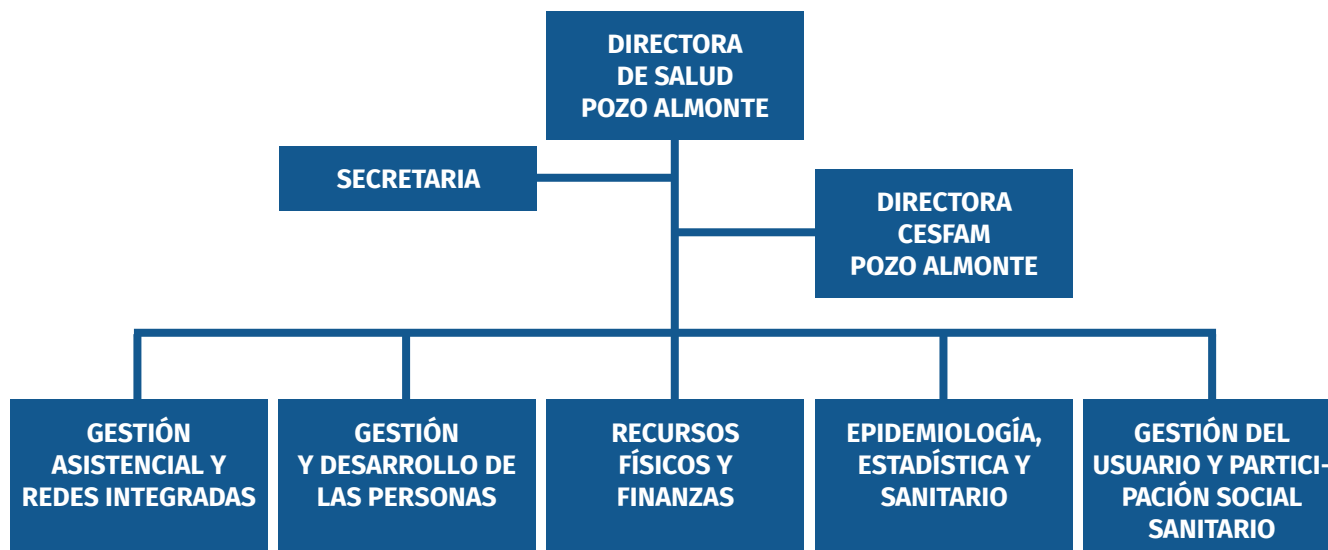 DIRECTORA
DE SALUD
POZO ALMONTE
SECRETARIA
DIRECTORA
CESFAM
POZO ALMONTE
GESTIÓN
ASISTENCIAL Y
REDES INTEGRADAS
GESTIÓN
Y DESARROLLO DE
LAS PERSONAS
RECURSOS
FÍSICOS Y
FINANZAS
EPIDEMIOLOGÍA,
ESTADÍSTICA Y
SANITARIO
GESTIÓN DEL
USUARIO Y PARTICI-
PACIÓN SOCIAL
SANITARIO